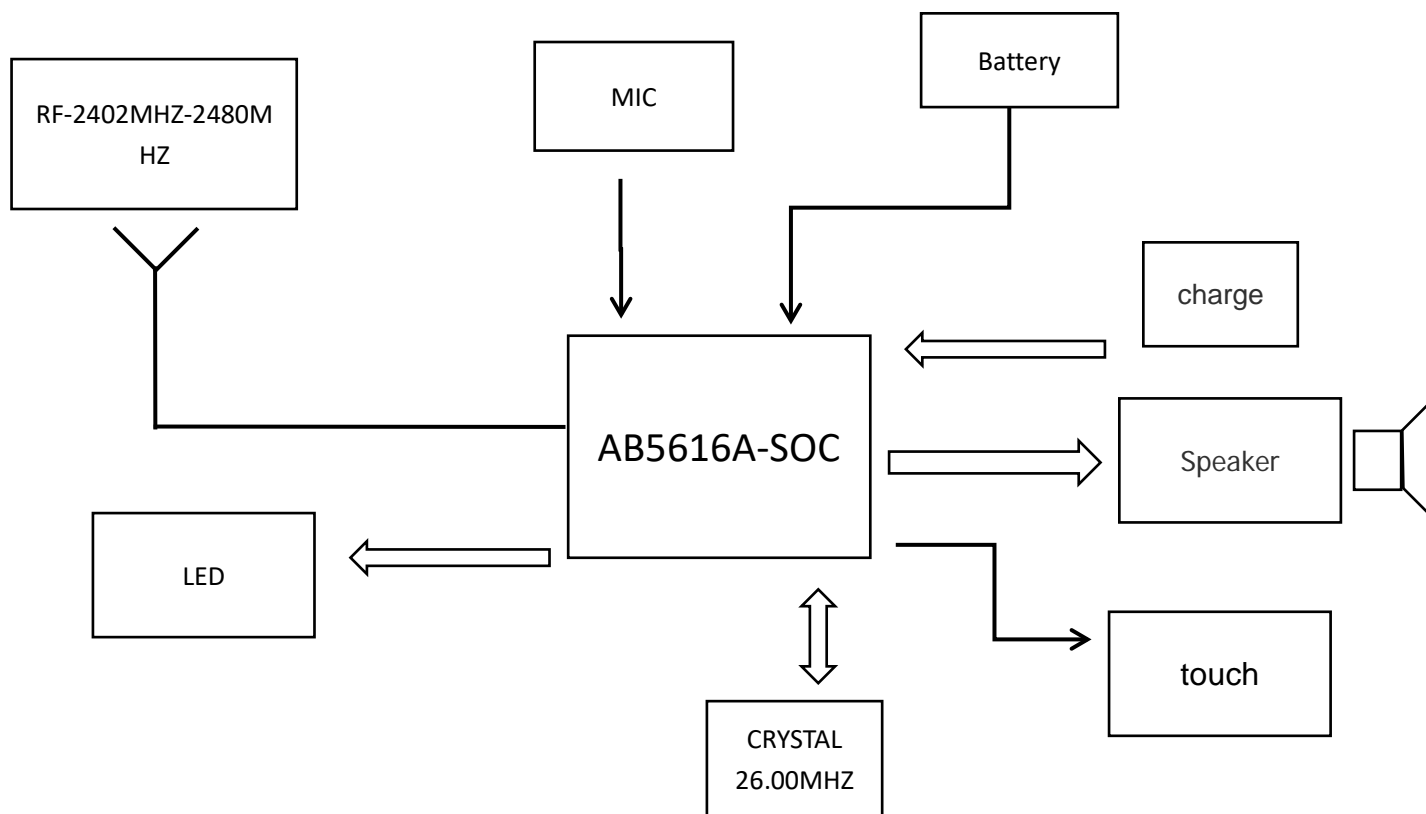 Battery
RF-2402MHZ-2480M
HZ
MIC
charge
AB5616A-SOC
Speaker
LED
touch
CRYSTAL
26.00MHZ